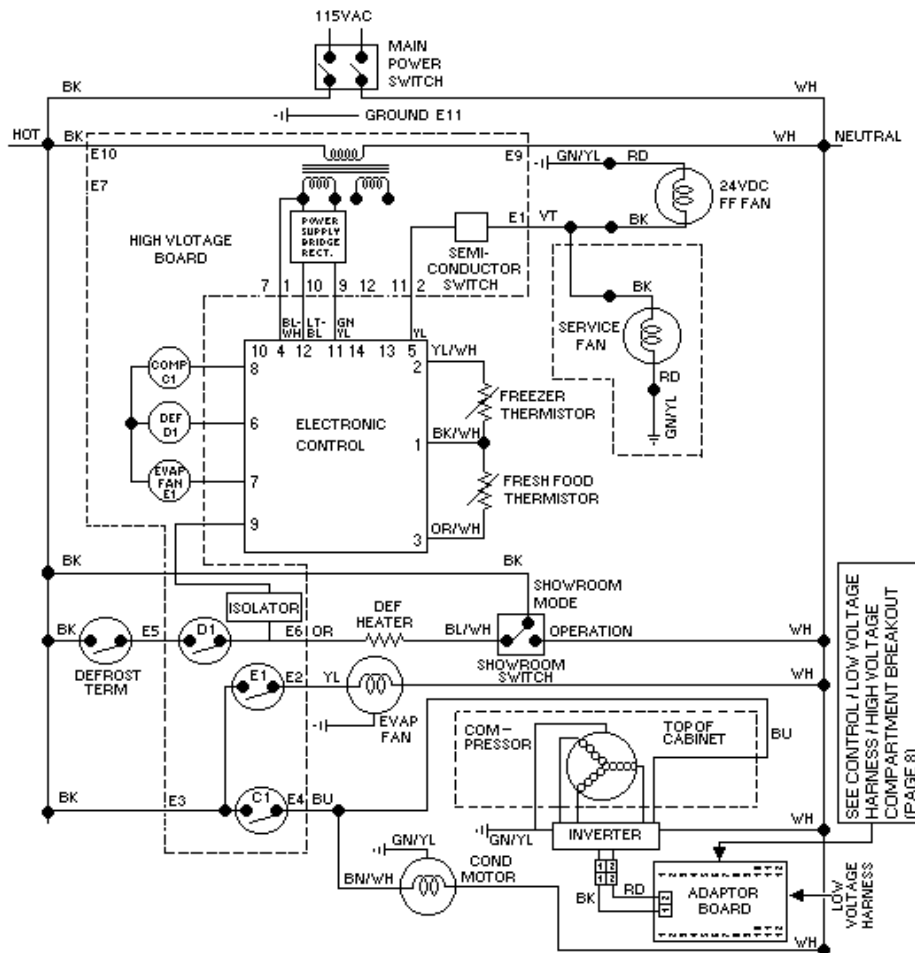 115VAC
MAIN
POWER
SWITCH
BK
WH
GROUND E11
HOT
BK
WH
NEUTRAL
E10
E9
GN/YL
RD
E7
24VDC
FF FAN
POWER
SUPPLY
BRIDGE
RECT.
E1
VT
BK
HIGH VLOTAGE
BOARD
SEMI-
CONDUCTOR
SWITCH
7 1 10 9 12 11 2
BK
SERVICE
FAN
BL-
WH
LT-
BL
GN
YL
YL
RD
GN/YL
10 4 12 11 14 13 5
YL/WH
COMP
C1
8
2
FREEZER
THERMISTOR
DEF
D1
6
ELECTRONIC
CONTROL
BK/WH
1
EVAP
FAN
E1
7
FRESH FOOD
THERMISTOR
9
OR/WH
3
BK
BK
SHOWROOM
MODE
ISOLATOR
DEF
HEATER
BK
E5
D1
E6
OR
BL/WH
OPERATION
WH
DEFROST
TERM
SHOWROOM
SWITCH
E1
E2
YL
WH
EVAP
FAN
COM-
PRESSOR
TOP OF
CABINET
BU
BK
E3
C1
E4
BU
GN/YL
INVERTER
WH
GN/YL
COND
MOTOR
BN/WH
1 2
1 2
BK
RD
2
1
ADAPTOR
BOARD
LOW
VOLTAGE
HARNESS
WH
SEE CONTROL / LOW VOLTAGE
HARNESS / HIGH VOLTAGE
COMPARTMENT BREAKOUT
(PAGE 8)